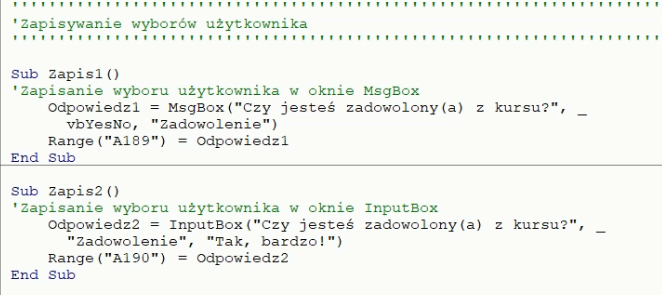 'Zapisywanie wyborów użytkownika
Sub Zapis1()
'Zapisanie wyboru użytkownika w oknie MsgBox
Odpowiedz1 = MsgBox("Czy jesteś zadowolony(a) z kursu?", _
vbYesNo, "Zadowolenie")
Range("A189") = Odpowiedz1
End Sub
Sub Zapis2()
'Zapisanie wyboru użytkownika w oknie InputBox
Odpowiedz2 = InputBox("Czy jesteś zadowolony(a) z kursu?", _
"Zadowolenie", "Tak, bardzo!")
Range("A190") = Odpowiedz2
End Sub